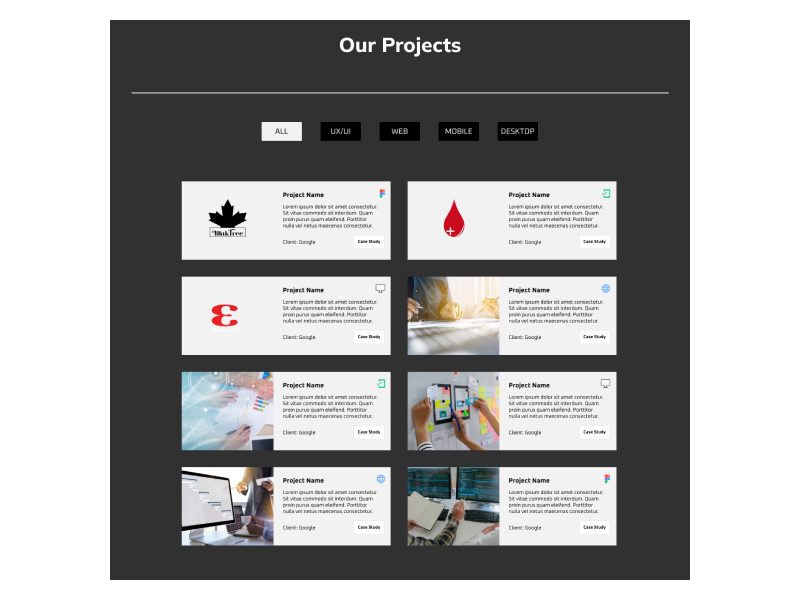 Our Projects
ALL
UX/UI
WEB
MOBILE
DESKTOP
BlakTree
Project Name
Lorem ipsum dolor sit amet consectetur.
Sit vitae commodo sit interdum. Quam
proin purus quam eleifend. Porttitor
nulla vel netus maecenas consectetur.
Client: Google
Case Study
Project Name
Lorem ipsum dolor sit amet consectetur.
Sit vitae commodo sit interdum. Quam
proin purus quam eleifend. Porttitor
nulla vel netus maecenas consectetur.
Client: Google
Case Study
Project Name
Lorem ipsum dolor sit amet consectetur.
Sit vitae commodo sit interdum. Quam
proin purus quam eleifend. Porttitor
nulla vel netus maecenas consectetur.
Client: Google
Case Study
Project Name
Lorem ipsum dolor sit amet consectetur.
Sit vitae commodo sit interdum. Quam
proin purus quam eleifend. Porttitor
nulla vel netus maecenas consectetur.
Client: Google
Case Study
Project Name
Lorem ipsum dolor sit amet consectetur.
Sit vitae commodo sit interdum. Quam
proin purus quam eleifend. Porttitor
nulla vel netus maecenas consectetur.
Client: Google
Case Study
Project Name
Lorem ipsum dolor sit amet consectetur.
Sit vitae commodo sit interdum. Quam
proin purus quam eleifend. Porttitor
nulla vel netus maecenas consectetur.
Client: Google
Case Study
Project Name
Lorem ipsum dolor sit amet consectetur.
Sit vitae commodo sit interdum. Quam
proin purus quam eleifend. Porttitor
nulla vel netus maecenas consectetur.
Client: Google
Case Study
Project Name
Lorem ipsum dolor sit amet consectetur.
Sit vitae commodo sit interdum. Quam
proin purus quam eleifend. Porttitor
nulla vel netus maecenas consectetur.
Client: Google
Case Study